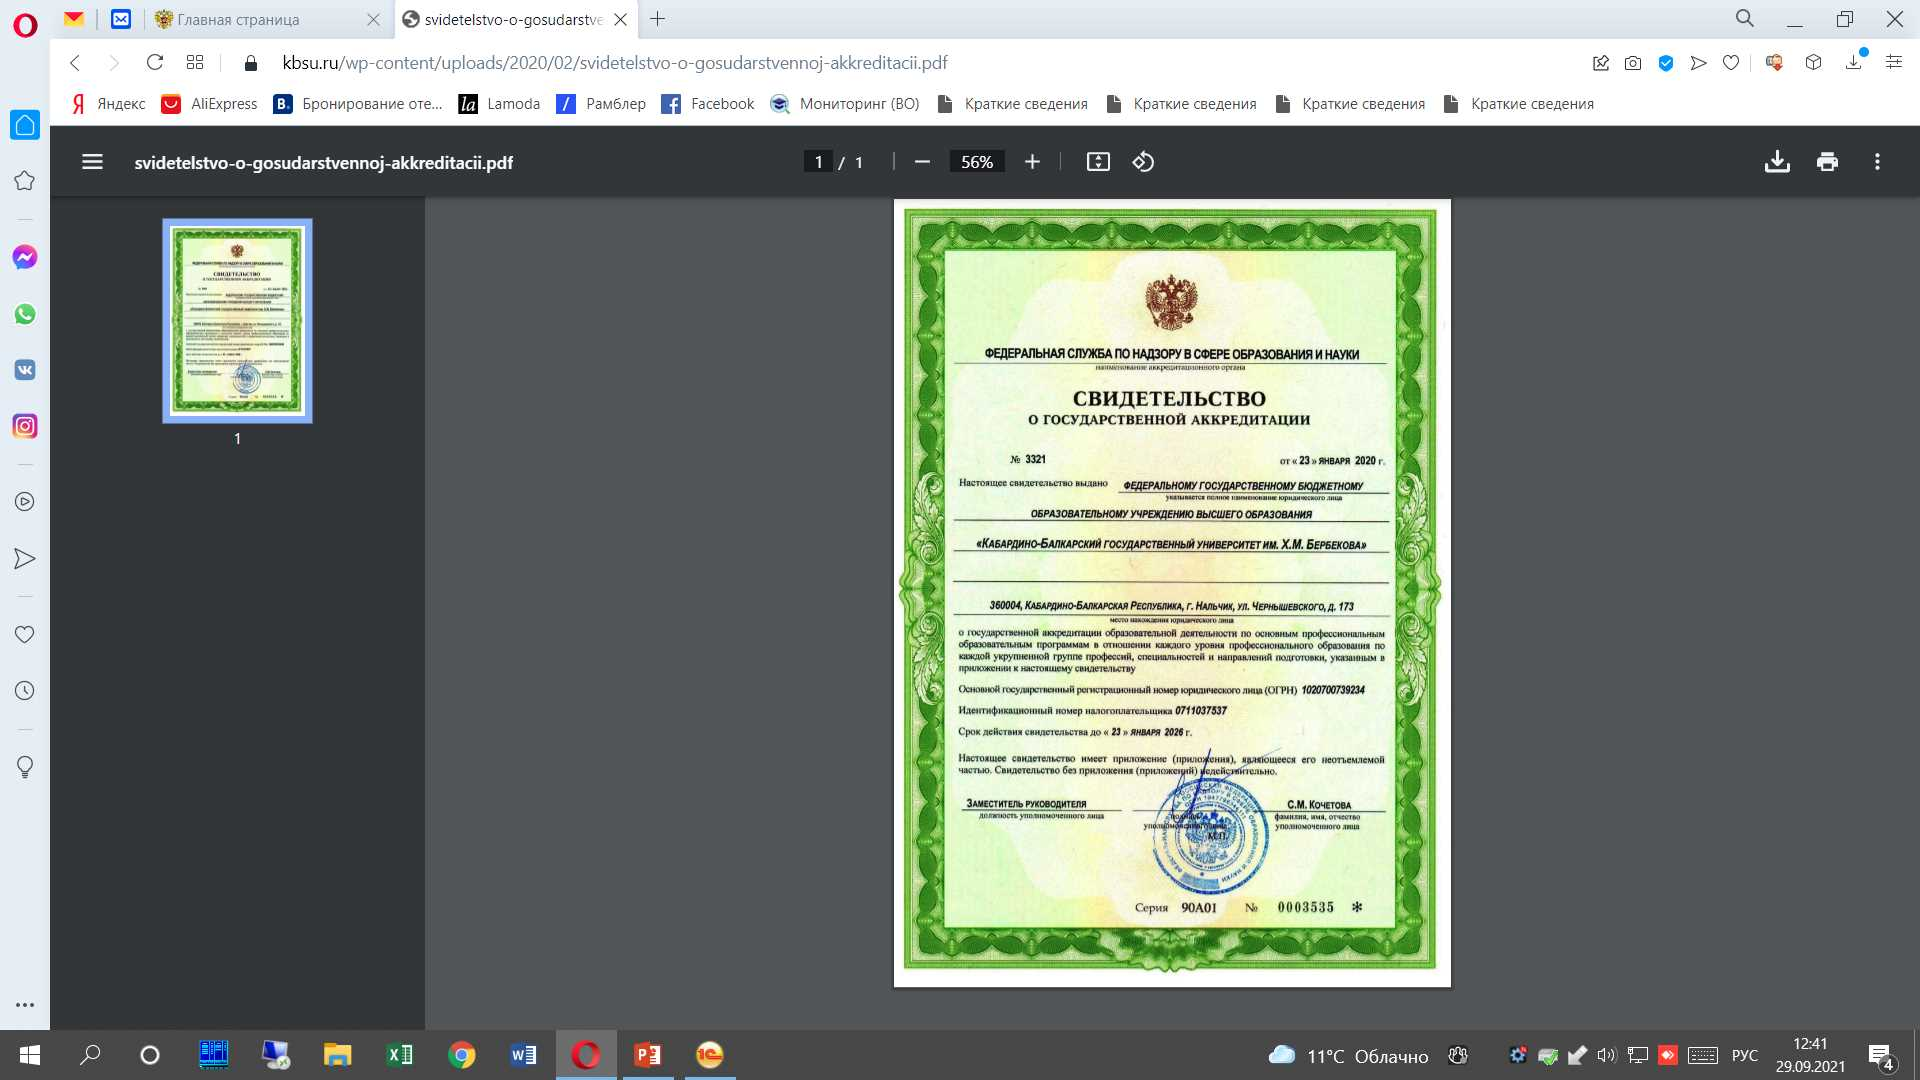 Главная страница
svidetelstvo-o-gosudarstve
kbsu.ru/wp-content/uploads/2020/02/svidetelstvo-o-gosudarstvennoj-akkreditacii.pdf
Яндекс AliExpress Бронирование оте... Lamoda Рамблер Facebook Мониторинг (ВО) Краткие сведения Краткие сведения Краткие сведения Краткие сведения
svidetelstvo-o-gosudarstvennoj-akkreditacii.pdf 1 / 1 56%
1
ФЕДЕРАЛЬНАЯ СЛУЖБА ПО НАДЗОРУ В СФЕРЕ ОБРАЗОВАНИЯ И НАУКИ
наименование аккредитационного органа
СВИДЕТЕЛЬСТВО
О ГОСУДАРСТВЕННОЙ АККРЕДИТАЦИИ
№ 3321 от « 23 » ЯНВАРЯ 2020 г.
Настоящее свидетельство выдано ФЕДЕРАЛЬНОМУ ГОСУДАРСТВЕННОМУ БЮДЖЕТНОМУ
указывается полное наименование юридического лица
ОБРАЗОВАТЕЛЬНОМУ УЧРЕЖДЕНИЮ ВЫСШЕГО ОБРАЗОВАНИЯ
«КАБАРДИНО-БАЛКАРСКИЙ ГОСУДАРСТВЕННЫЙ УНИВЕРСИТЕТ ИМ. Х.М. БЕРБЕКОВА»
360004, КАБАРДИНО-БАЛКАРСКАЯ РЕСПУБЛИКА, Г. НАЛЬЧИК, УЛ. ЧЕРНЫШЕВСКОГО, Д. 173
место нахождения юридического лица
о государственной аккредитации образовательной деятельности по основным профессиональным
образовательным программам в отношении каждого уровня профессионального образования по
каждой укрупненной группе профессий, специальностей и направлений подготовки, указанным в
приложении к настоящему свидетельству
Основной государственный регистрационный номер юридического лица (ОГРН) 1020700739234
Идентификационный номер налогоплательщика 0711037537
Срок действия свидетельства до « 23 » ЯНВАРЯ 2026 г.
Настоящее свидетельство имеет приложение (приложения), являющееся его неотъемлемой
частью. Свидетельство без приложения (приложений) недействительно.
ЗАМЕСТИТЕЛЬ РУКОВОДИТЕЛЯ С.М. КОЧЕТОВА
должность уполномоченного лица фамилия, имя, отчество
уполномоченного лица
М.П.
Серия 90А01 № 0003535 *
11°C Облачно РУС 12:41
29.09.2021
4